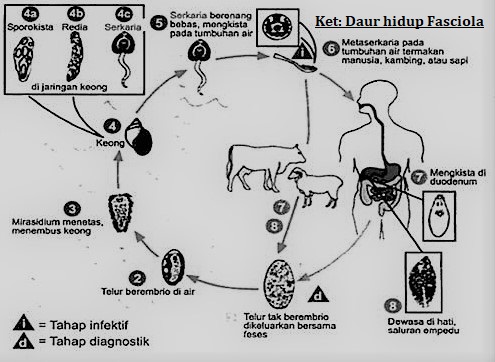 4a 4b 4c
Sporokista Redia Serkaria
di jaringan keong
5 Serkaria berenang
bebas, mengkista
pada tumbuhan air
Ket: Daur hidup Fasciola
i
6 Metaserkaria pada
tumbuhan air termakan
manusia, kambing, atau sapi
4
Keong
7 Mengkista di
duodenum
3
Mirasidium menetas,
menembus keong
7
8
2
Telur berembrio di air
d
Telur tak berembrio
dikeluarkan bersama
feses
8
Dewasa di hati,
saluran empedu
i = Tahap infektif
d = Tahap diagnostik